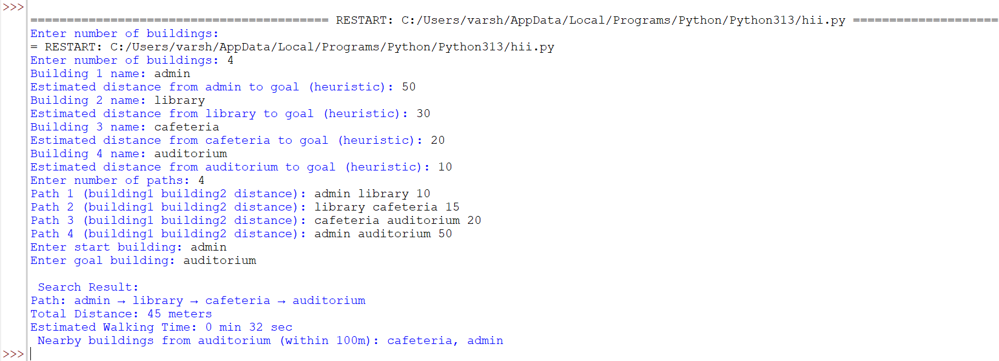 >>>
========================================= RESTART: C:/Users/varsh/AppData/Local/Programs/Python/Python313/hii.py ====================
Enter number of buildings:
= RESTART: C:/Users/varsh/AppData/Local/Programs/Python/Python313/hii.py
Enter number of buildings: 4
Building 1 name: admin
Estimated distance from admin to goal (heuristic): 50
Building 2 name: library
Estimated distance from library to goal (heuristic): 30
Building 3 name: cafeteria
Estimated distance from cafeteria to goal (heuristic): 20
Building 4 name: auditorium
Estimated distance from auditorium to goal (heuristic): 10
Enter number of paths: 4
Path 1 (building1 building2 distance): admin library 10
Path 2 (building1 building2 distance): library cafeteria 15
Path 3 (building1 building2 distance): cafeteria auditorium 20
Path 4 (building1 building2 distance): admin auditorium 50
Enter start building: admin
Enter goal building: auditorium
Search Result:
Path: admin → library → cafeteria → auditorium
Total Distance: 45 meters
Estimated Walking Time: 0 min 32 sec
Nearby buildings from auditorium (within 100m): cafeteria, admin
>>>